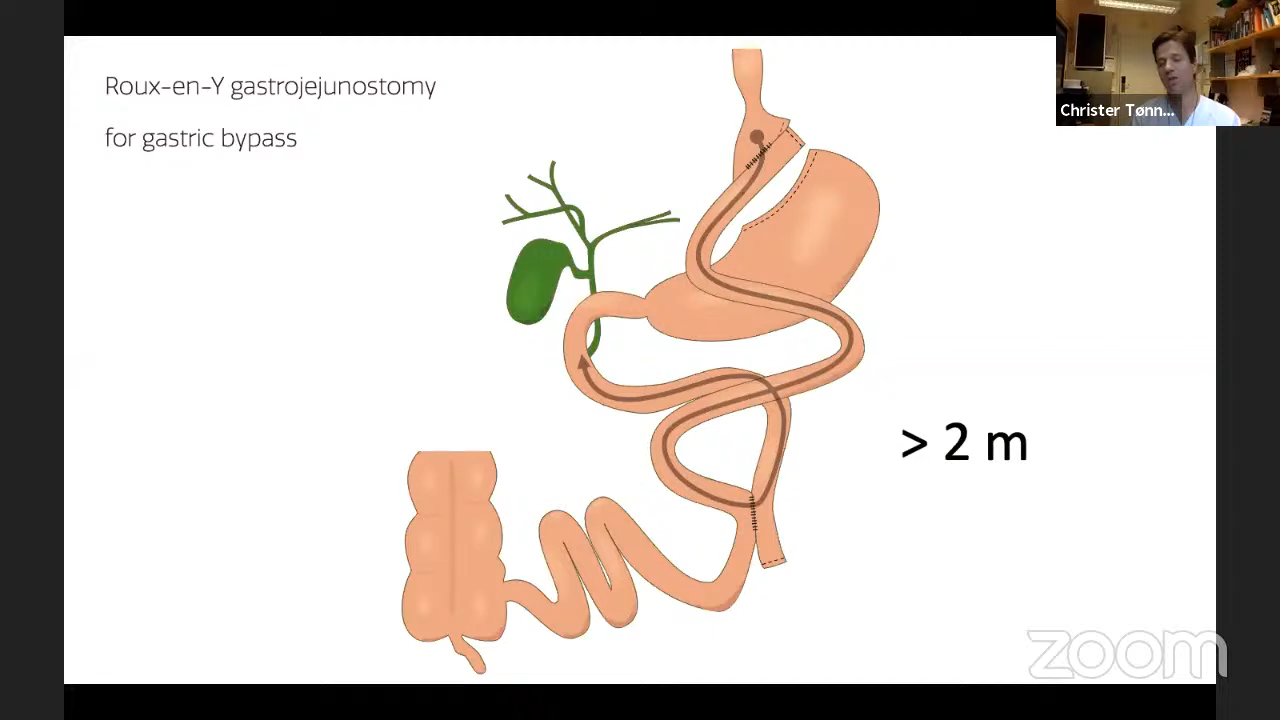 Roux-en-Y gastrojejunostomy
for gastric bypass
Christer Tønn...
> 2 m
zoom